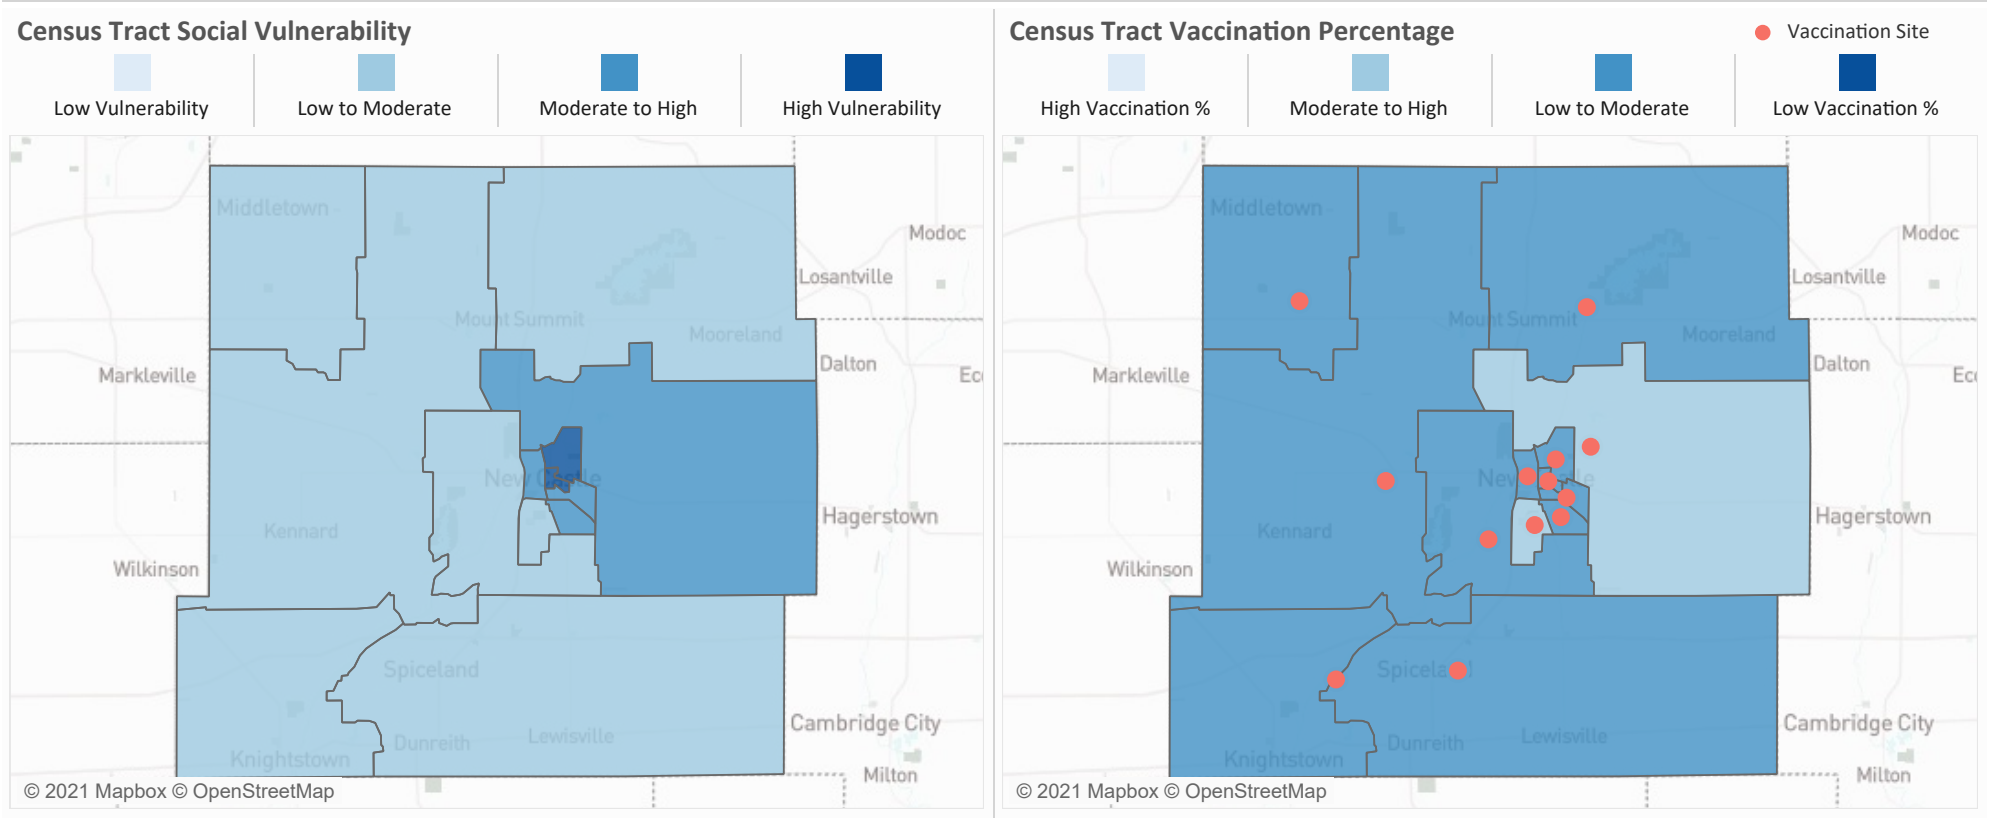 Census Tract Social Vulnerability
Low Vulnerability
Low to Moderate
Moderate to High
High Vulnerability
Middletown
Modoc
Losantville
Mount Summit
Mooreland
Dalton
Markleville
New Castle
Kennard
Hagerstown
Wilkinson
Spiceland
Cambridge City
Lewisville
Dunreith
Knightstown
Milton
© 2021 Mapbox © OpenStreetMap
Census Tract Vaccination Percentage
Vaccination Site
High Vaccination %
Moderate to High
Low to Moderate
Low Vaccination %
Middletown
Modoc
Losantville
Mount Summit
Mooreland
Dalton
Markleville
Kennard
Hagerstown
Wilkinson
Cambridge City
Lewisville
Dunreith
Knightstown
Milton
© 2021 Mapbox © OpenStreetMap